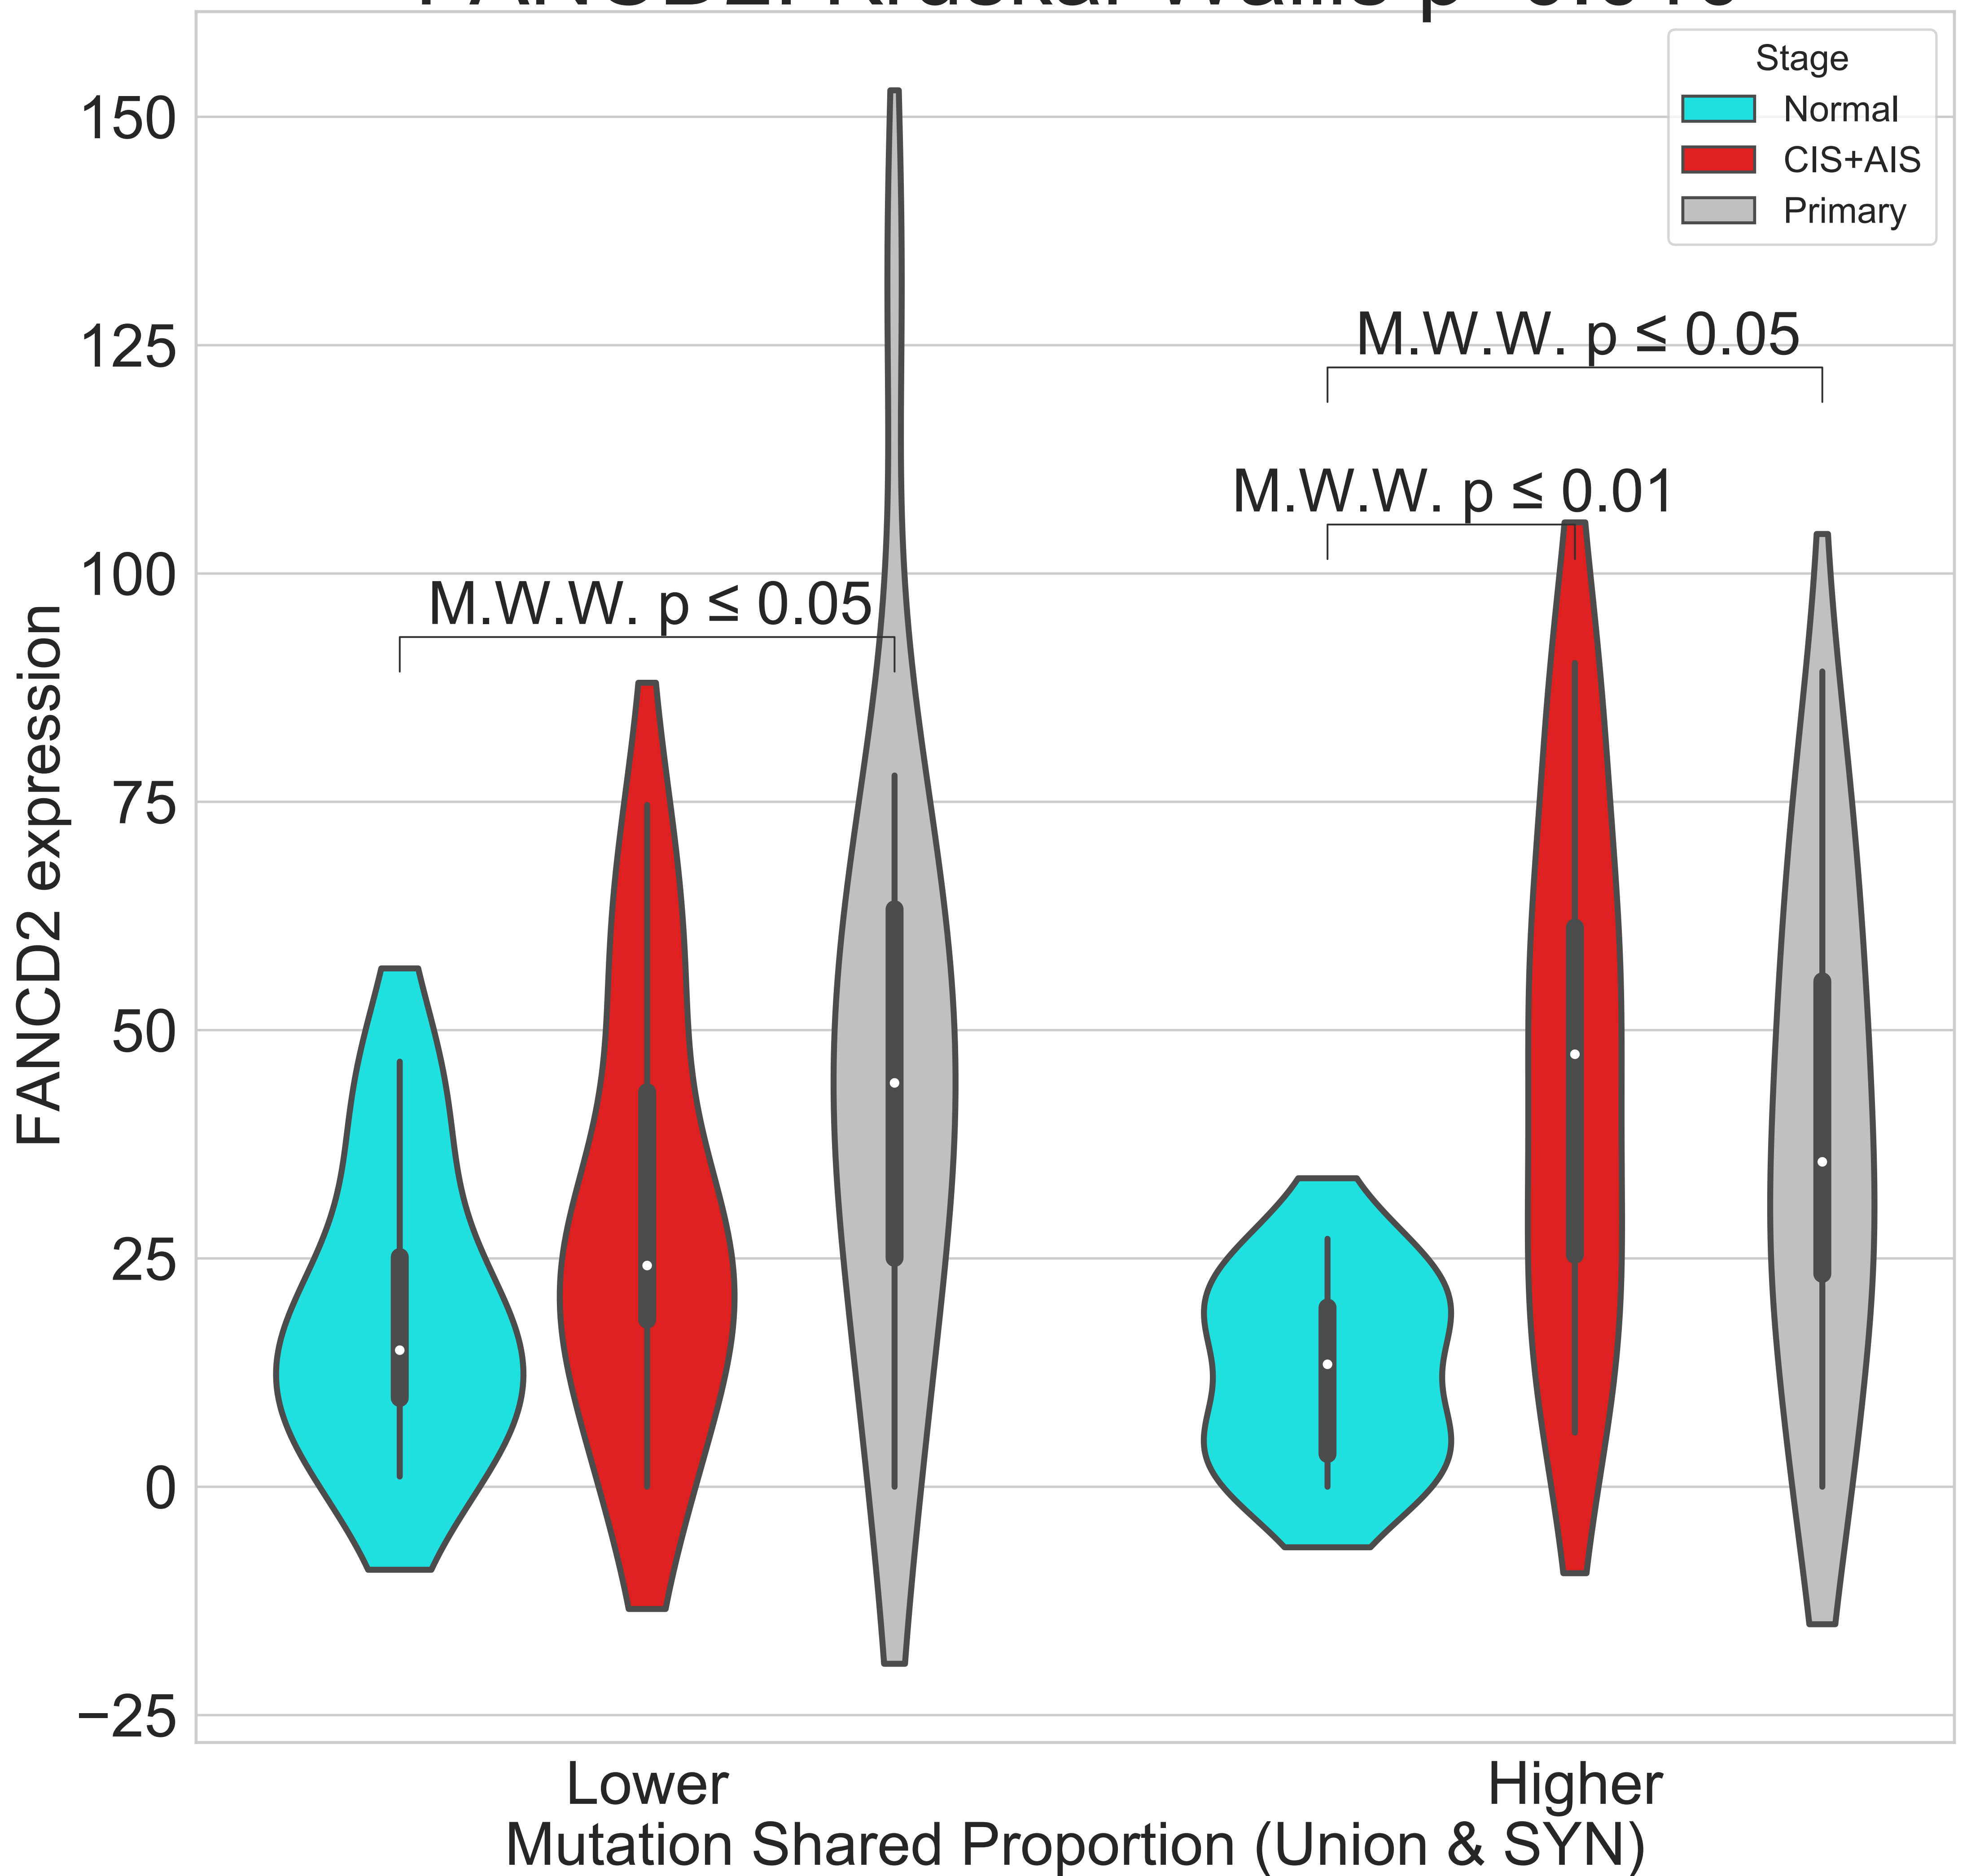 Stage
Normal
CIS+AIS
Primary
150
125
100
75
50
25
0
−25
FANCD2 expression
M.W.W. p ≤ 0.05
M.W.W. p ≤ 0.01
M.W.W. p ≤ 0.05
Lower
Higher
Mutation Shared Proportion (Union & SYN)